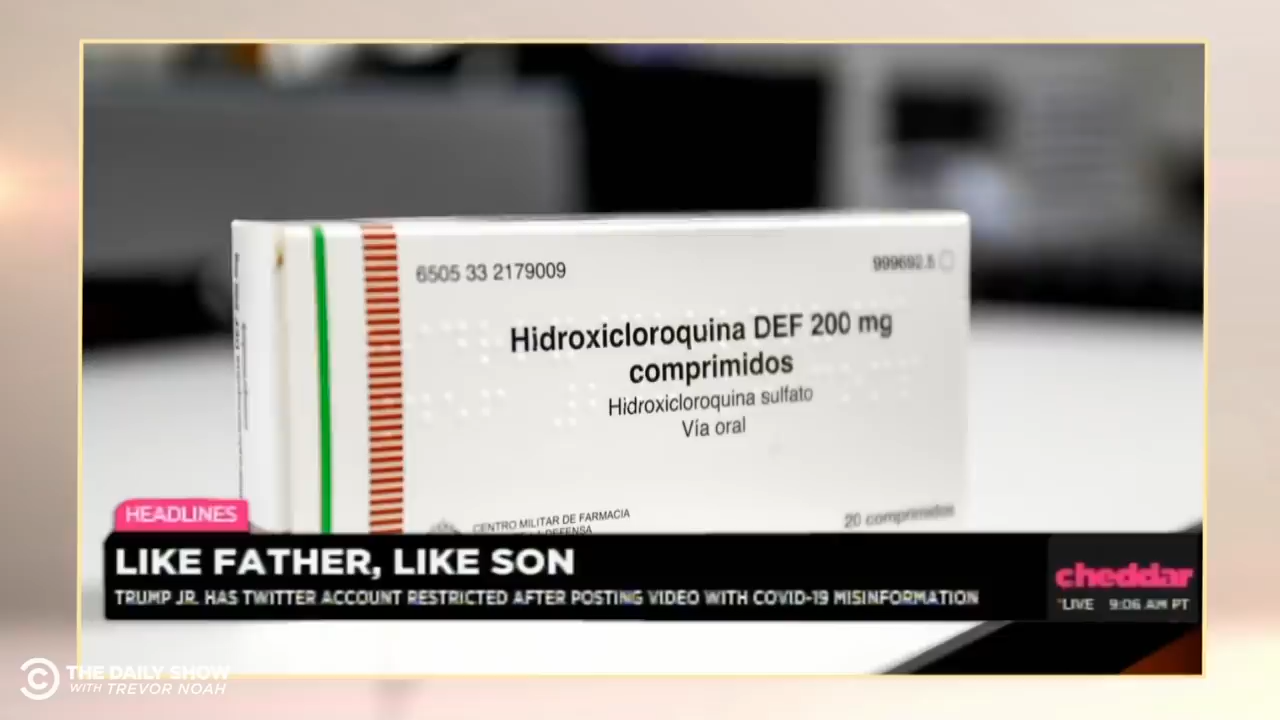 6505 33 2179009
999692.5
Hidroxicloroquina DEF 200 mg
comprimidos
Hidroxicloroquina sulfato
Vía oral
CENTRO MILITAR DE FARMACIA
DEFENSA
20 comprimidos
HEADLINES
LIKE FATHER, LIKE SON
TRUMP JR. HAS TWITTER ACCOUNT RESTRICTED AFTER POSTING VIDEO WITH COVID-19 MISINFORMATION
cheddar
LIVE 9:06 AM PT
THE DAILY SHOW
WITH TREVOR NOAH